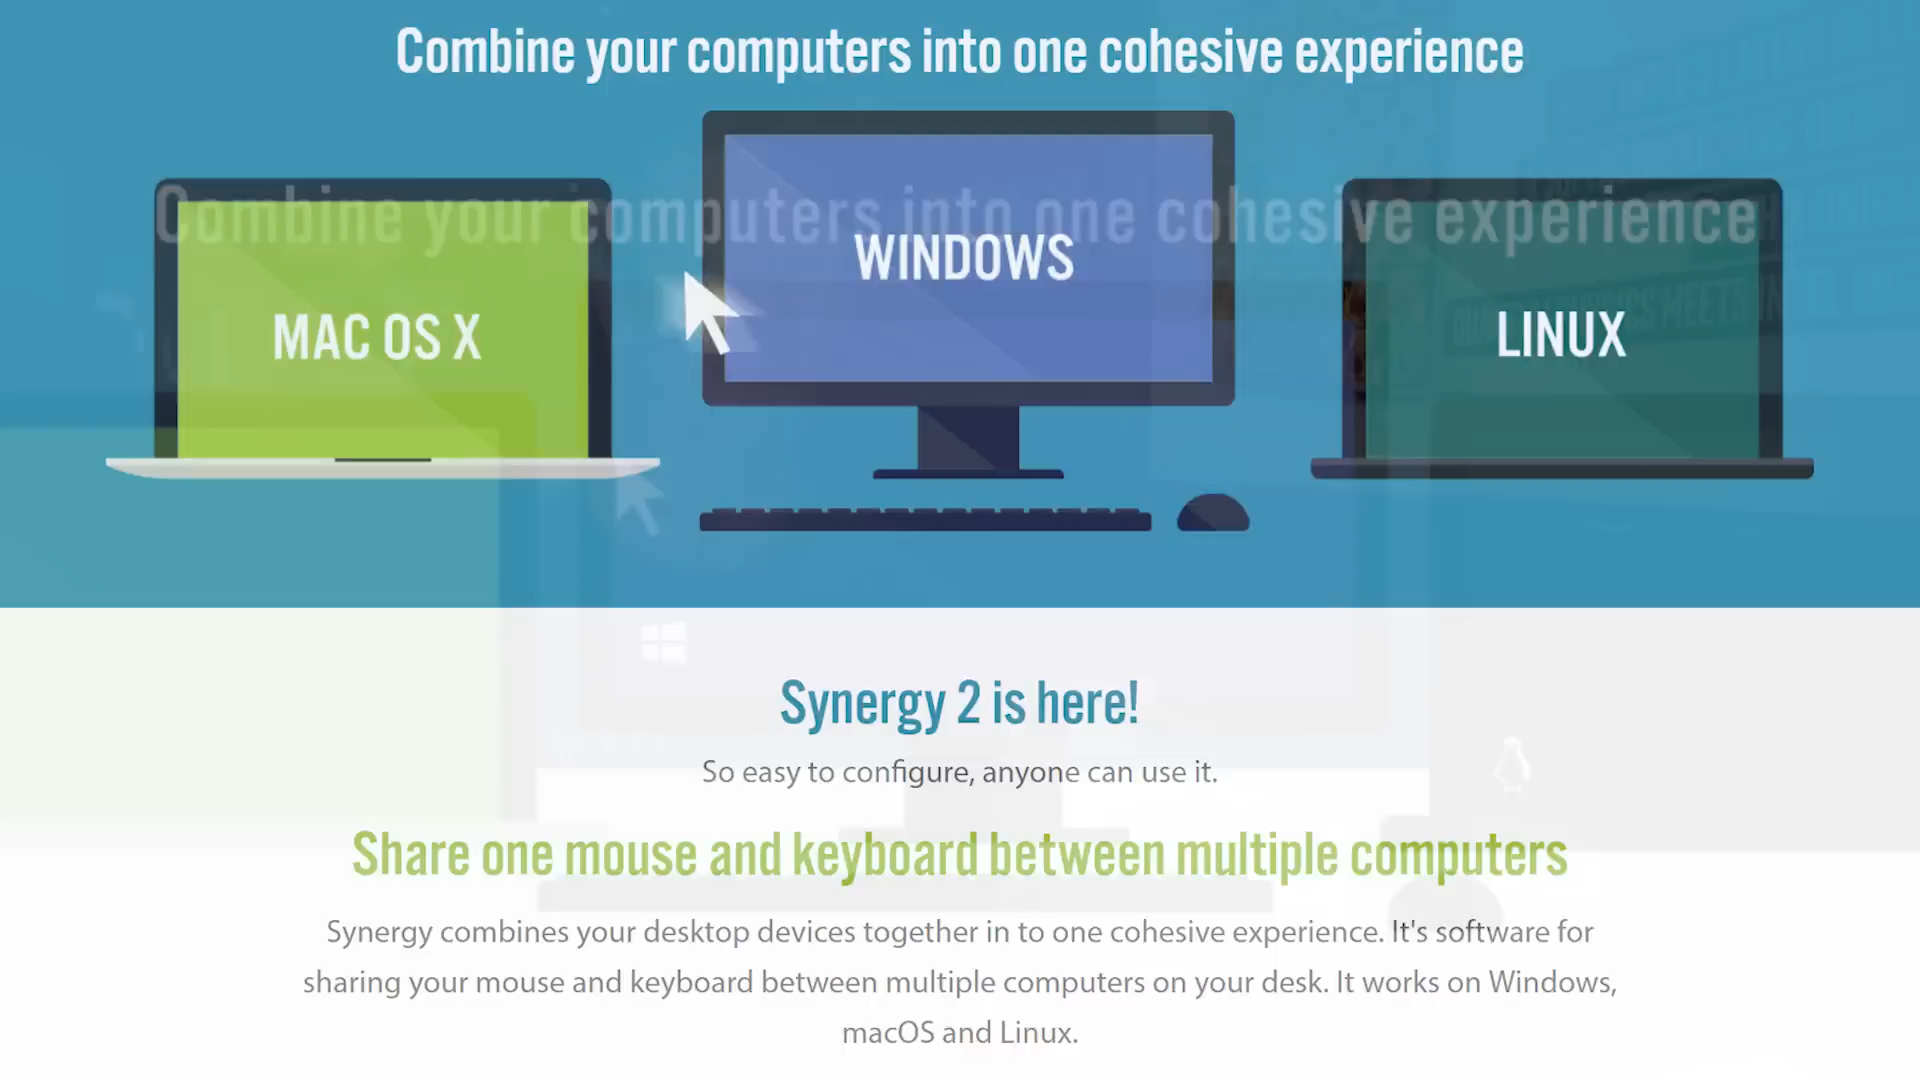 Combine your computers into one cohesive experience
Combine your computers into one cohesive experience
WINDOWS
MAC OS X
LINUX
Synergy 2 is here!
So easy to configure, anyone can use it.
Share one mouse and keyboard between multiple computers
Synergy combines your desktop devices together in to one cohesive experience. It's software for
sharing your mouse and keyboard between multiple computers on your desk. It works on Windows,
macOS and Linux.